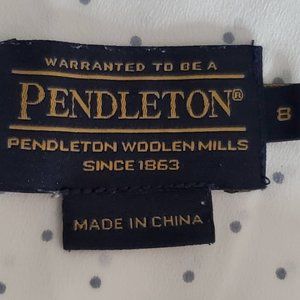 WARRANTED TO BE A
PENDLETON®
8
PENDLETON WOOLEN MILLS
SINCE 1863
MADE IN CHINA